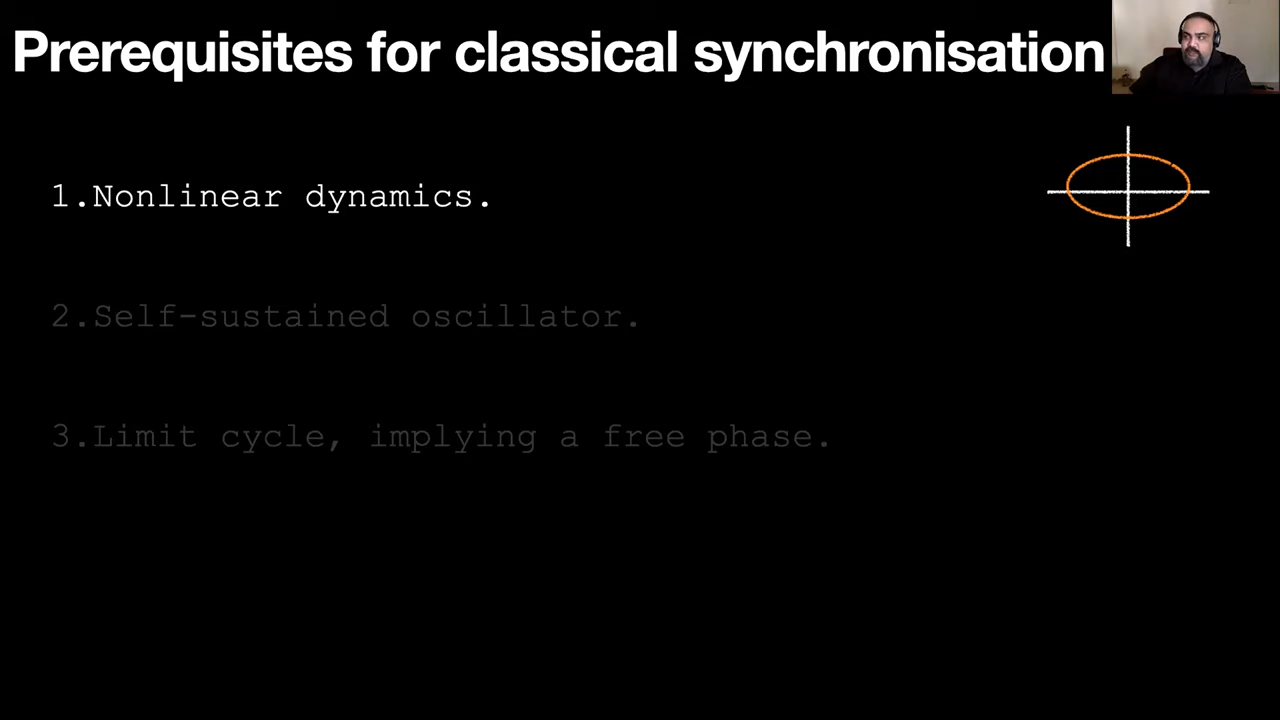 Prerequisites for classical synchronisation
1.Nonlinear dynamics.
2.Self-sustained oscillator.
3.Limit cycle, implying a free phase.